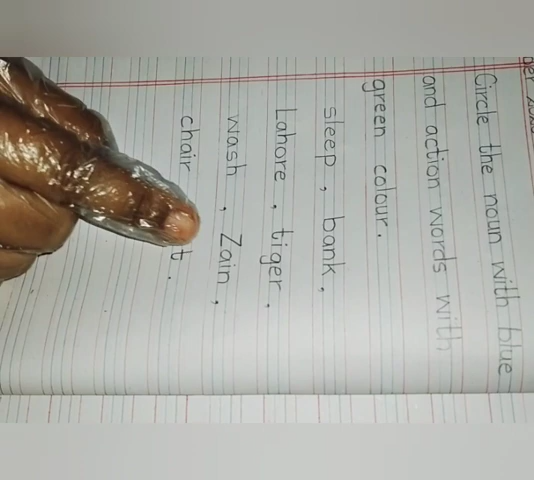 Circle the noun with blue
and action words with
green colour.
sleep, bank,
Lahore, tiger,
wash, Zain,
chair